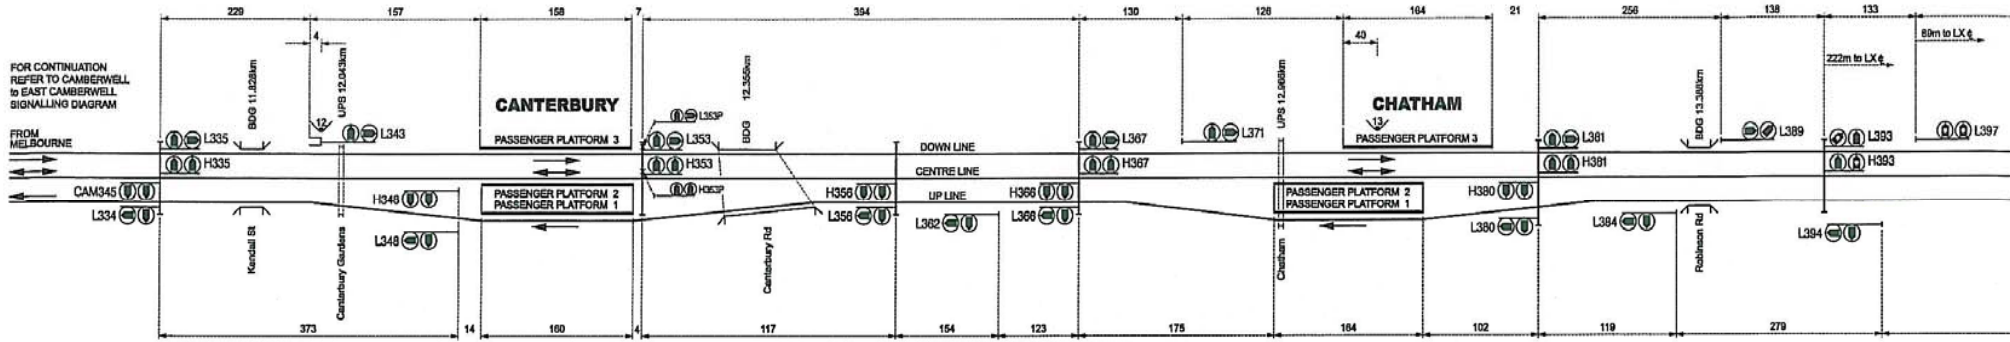 229
157
158
7
394
130
126
164
21
256
138
133
4
40
69m to LX ¢
222m to LX ¢
FOR CONTINUATION
REFER TO CAMBERWELL
to EAST CAMBERWELL
SIGNALLING DIAGRAM
BDG 11.828km
UPS 12.043km
BDG 12.355km
UPS 12.966km
BDG 13.388km
CANTERBURY
CHATHAM
12
13
FROM
MELBOURNE
L335
L343
PASSENGER PLATFORM 3
L353P
L353
L367
L371
PASSENGER PLATFORM 3
L381
L389
L393
L397
DOWN LINE
H335
H353
CENTRE LINE
H367
H381
H393
CAM345
H346
PASSENGER PLATFORM 2
PASSENGER PLATFORM 1
H353P
H356
UP LINE
H366
PASSENGER PLATFORM 2
PASSENGER PLATFORM 1
H380
L334
L348
L356
L362
L366
L380
L384
L394
Kendall St
Canterbury Gardens
Canterbury Rd
Chatham
Robinson Rd
373
14
160
4
117
154
123
175
164
102
119
279